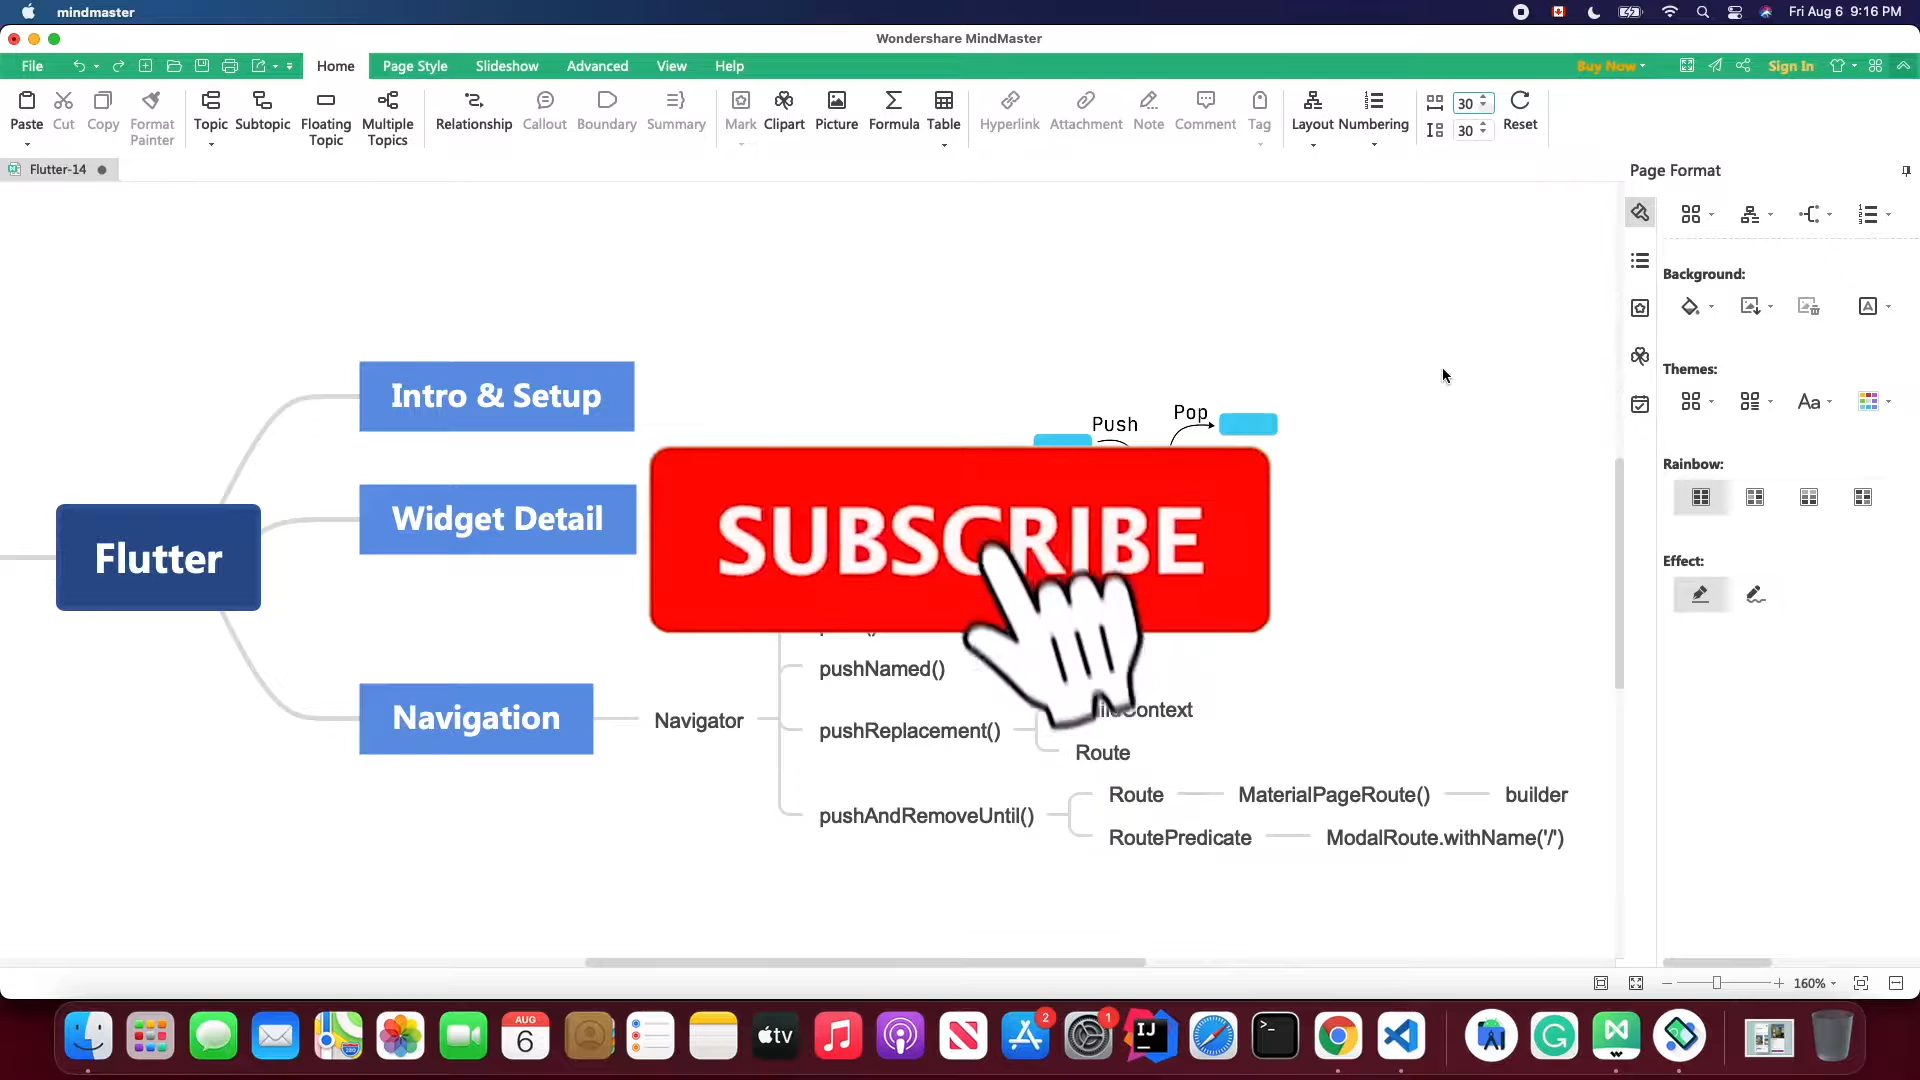 mindmaster
Fri Aug 6 9:16 PM
Wondershare MindMaster
File
Home
Page Style
Slideshow
Advanced
View
Help
Buy Now
Sign In
Paste
Cut
Copy
Format
Painter
Topic
Subtopic
Floating
Topic
Multiple
Topics
Relationship
Callout
Boundary
Summary
Mark
Clipart
Picture
Formula
Table
Hyperlink
Attachment
Note
Comment
Tag
Layout
Numbering
30
30
Reset
Flutter-14
Page Format
Background:
Themes:
Aa
Rainbow:
Effect:
Intro & Setup
Widget Detail
Flutter
Navigation
Push
Pop
SUBSCRIBE
Navigator
pushNamed()
pushReplacement()
Route
pushAndRemoveUntil()
Route
MaterialPageRoute()
builder
RoutePredicate
ModalRoute.withName('/')
160%
AUG
6
tv
2
1
IJ